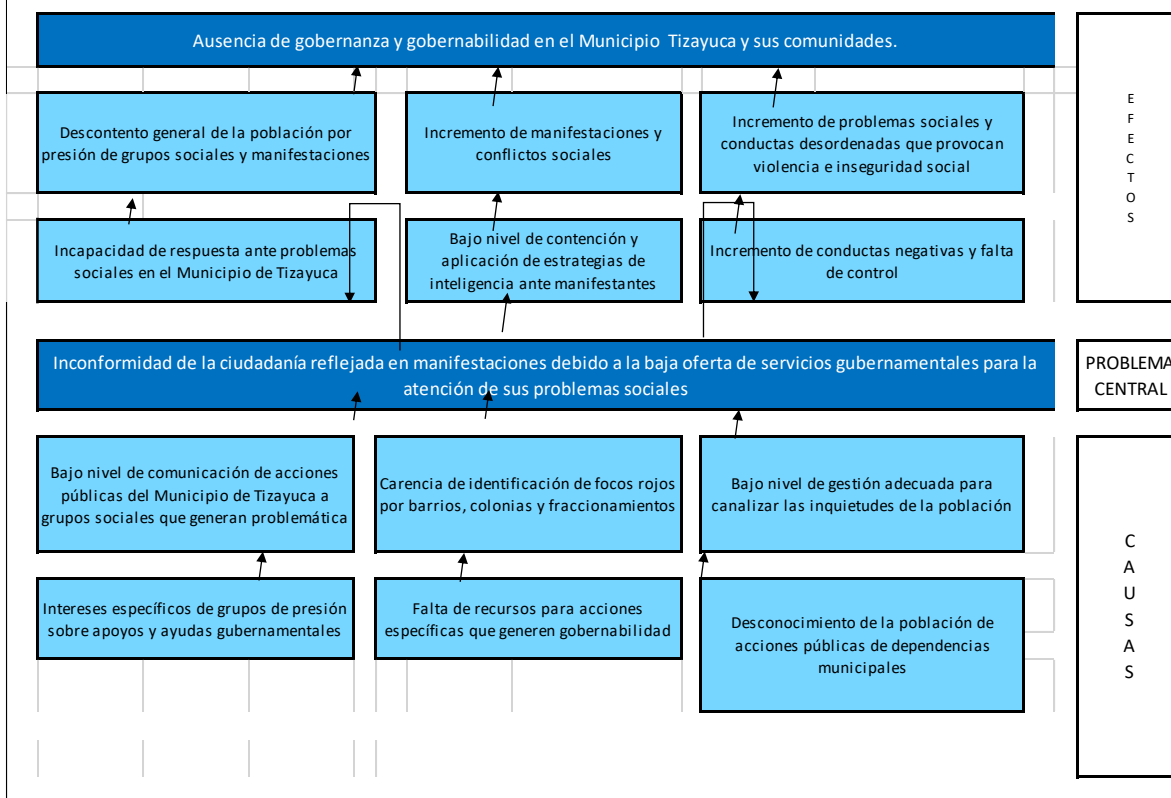 Ausencia de gobernanza y gobernabilidad en el Municipio Tizayuca y sus comunidades.
Descontento general de la población por
presión de grupos sociales y manifestaciones
Incremento de manifestaciones y
conflictos sociales
Incremento de problemas sociales y
conductas desordenadas que provocan
violencia e inseguridad social
Incapacidad de respuesta ante problemas
sociales en el Municipio de Tizayuca
Bajo nivel de contención y
aplicación de estrategias de
inteligencia ante manifestantes
Incremento de conductas negativas y falta
de control
E
F
E
C
T
O
S
Inconformidad de la ciudadanía reflejada en manifestaciones debido a la baja oferta de servicios gubernamentales para la
atención de sus problemas sociales
PROBLEMA
CENTRAL
Bajo nivel de comunicación de acciones
públicas del Municipio de Tizayuca a
grupos sociales que generan problemática
Carencia de identificación de focos rojos
por barrios, colonias y fraccionamientos
Bajo nivel de gestión adecuada para
canalizar las inquietudes de la población
Intereses específicos de grupos de presión
sobre apoyos y ayudas gubernamentales
Falta de recursos para acciones
específicas que generen gobernabilidad
Desconocimiento de la población de
acciones públicas de dependencias
municipales
C
A
U
S
A
S